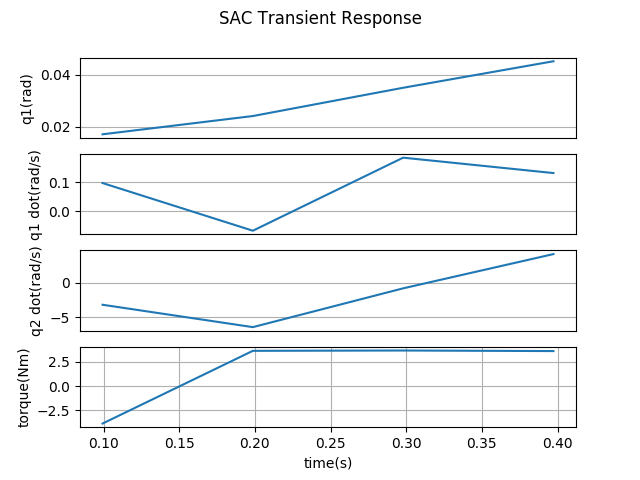 SAC Transient Response
q1(rad)
0.04
0.02
q1 dot(rad/s)
0.1
0.0
q2 dot(rad/s)
0
−5
torque(Nm)
2.5
0.0
−2.5
0.10 0.15 0.20 0.25 0.30 0.35 0.40
time(s)